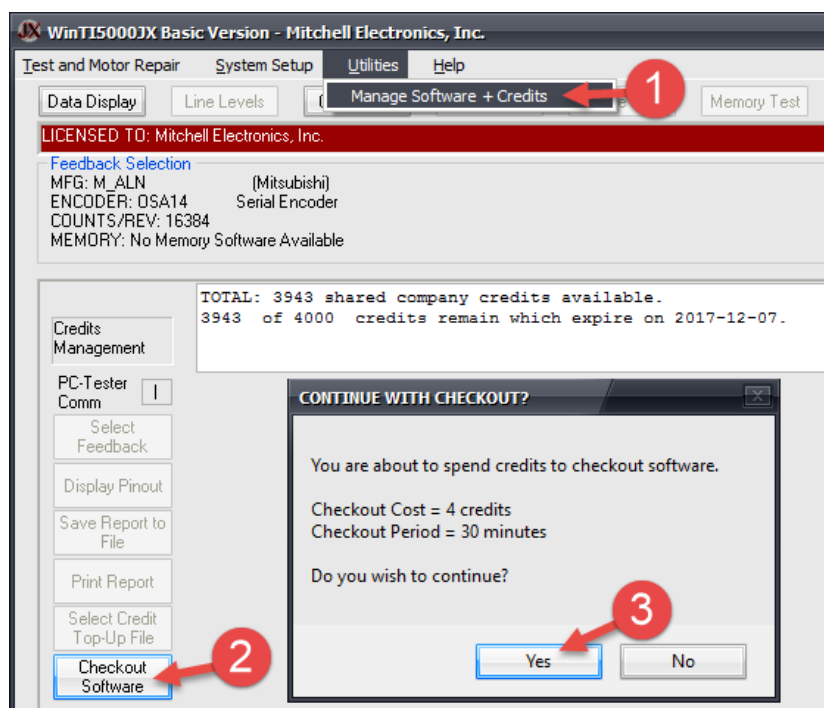 JX WinTI5000JX Basic Version - Mitchell Electronics, Inc.
Test and Motor Repair System Setup Utilities Help
Manage Software + Credits 1
Data Display Line Levels Memory Test
LICENSED TO: Mitchell Electronics, Inc.
Feedback Selection
MFG: M_ALN (Mitsubishi)
ENCODER: OSA14 Serial Encoder
COUNTS/REV: 16384
MEMORY: No Memory Software Available
TOTAL: 3943 shared company credits available.
3943 of 4000 credits remain which expire on 2017-12-07.
Credits
Management
PC-Tester
Comm |
Select
Feedback
Display Pinout
Save Report to
File
Print Report
Select Credit
Top-Up File
Checkout
Software
2
CONTINUE WITH CHECKOUT?
You are about to spend credits to checkout software.
Checkout Cost = 4 credits
Checkout Period = 30 minutes
Do you wish to continue?
3
Yes No